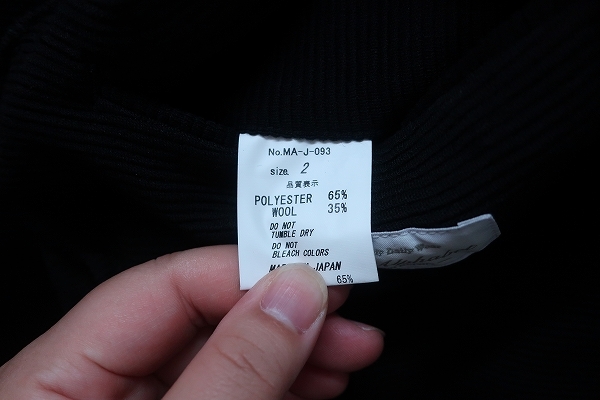 No.MA-J-093
size 2
品質表示
POLYESTER 65%
WOOL 35%
DO NOT
TUMBLE DRY
DO NOT
BLEACH COLORS
JAPAN
65%